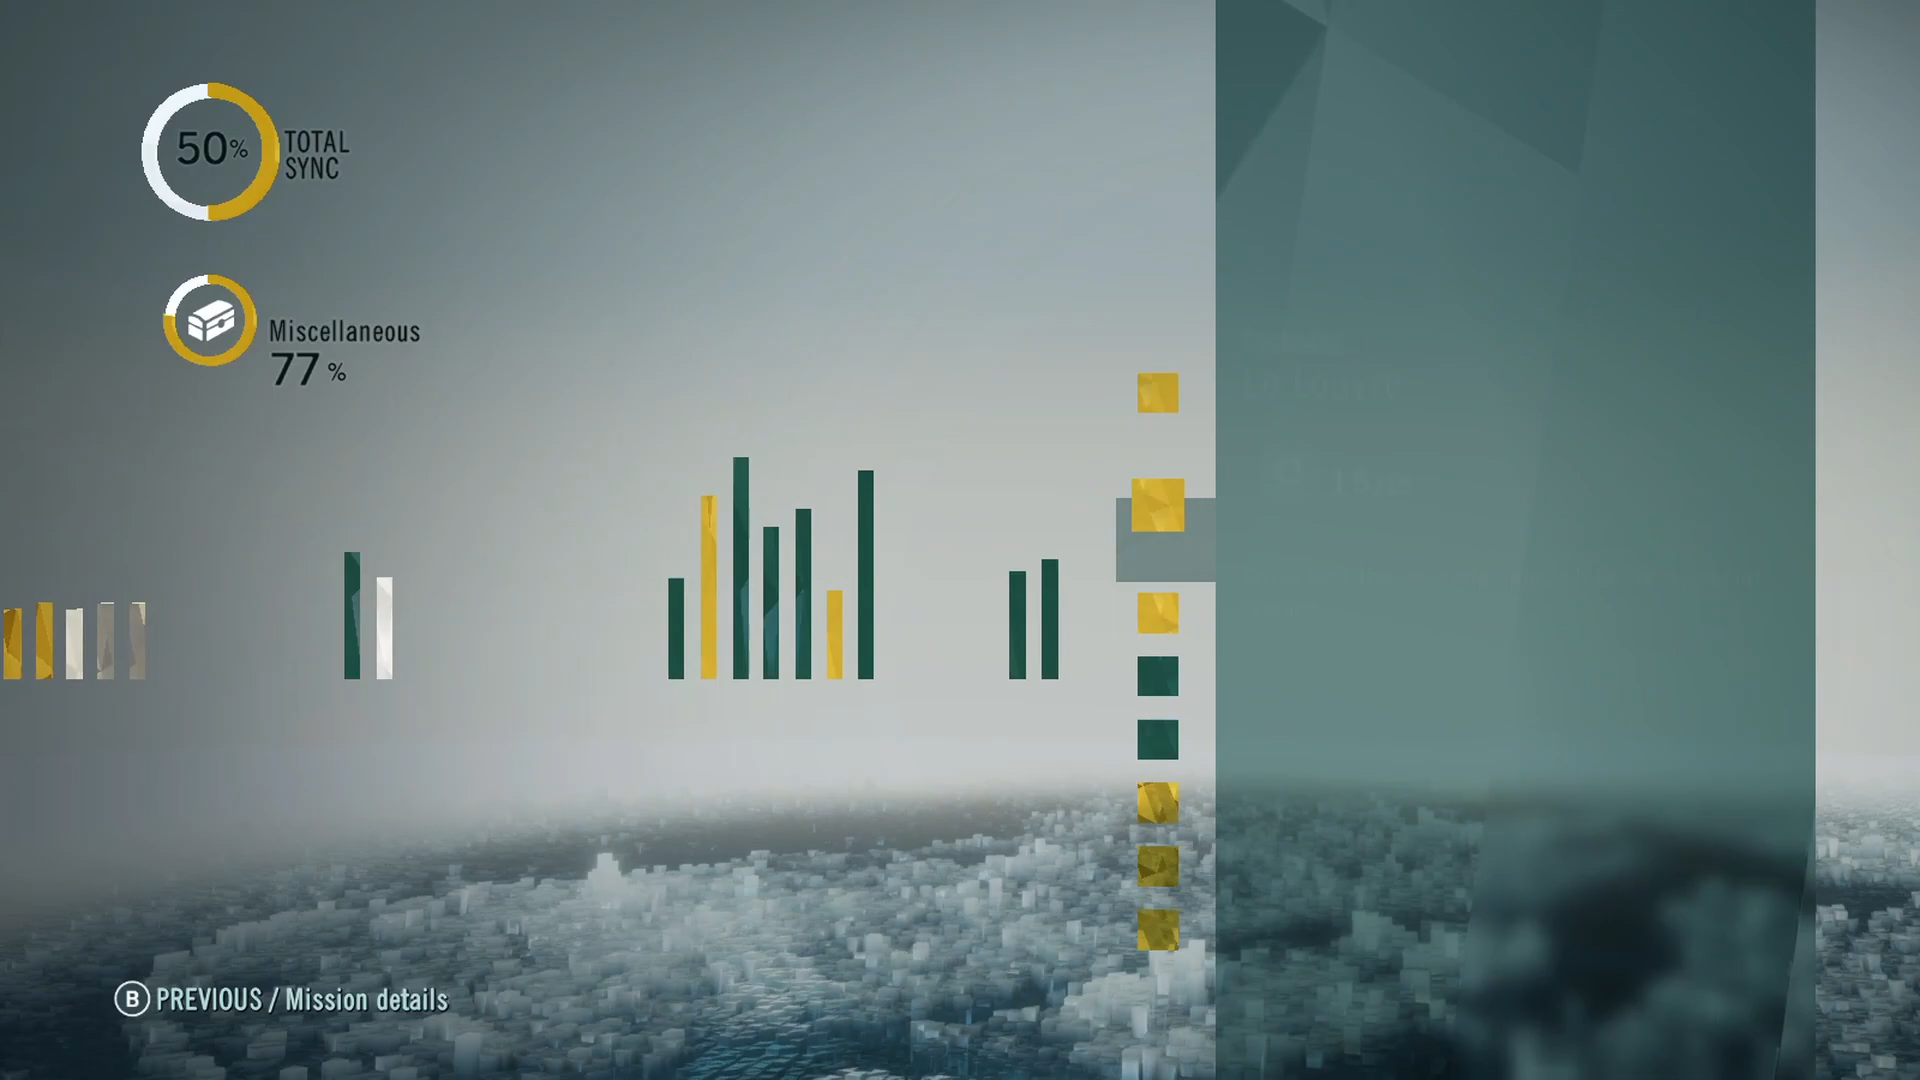 50%
TOTAL
SYNC
Miscellaneous
77 %
B PREVIOUS / Mission details